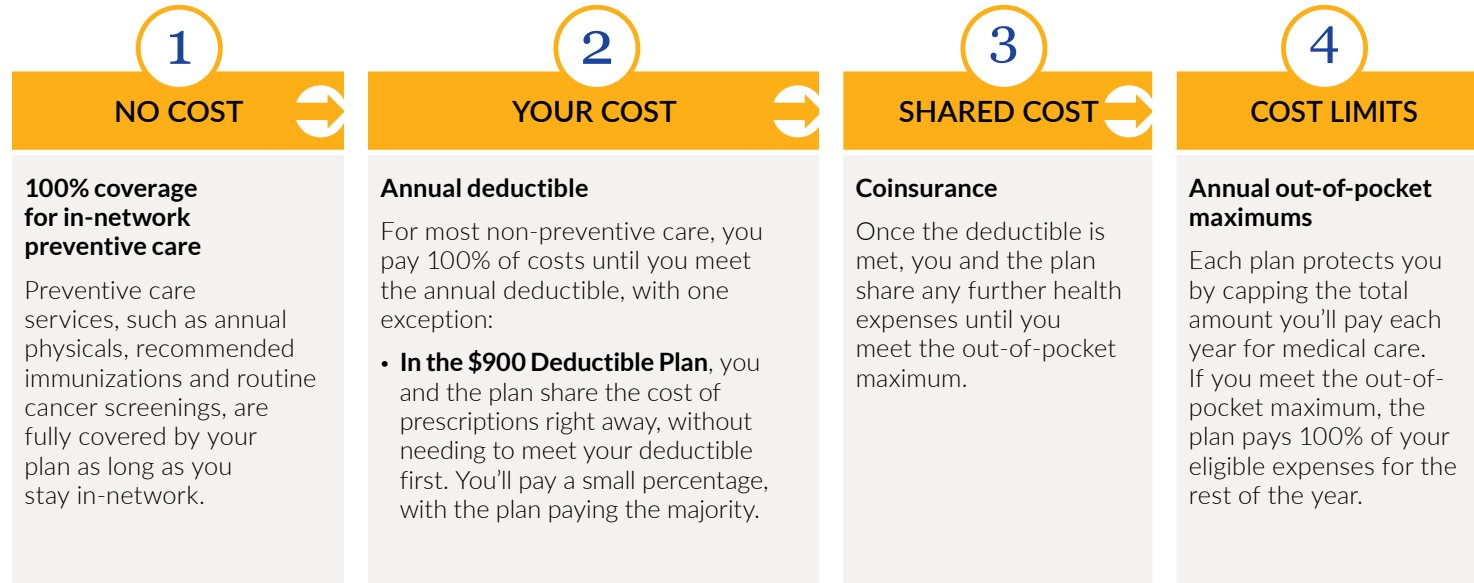 1
NO COST
100% coverage
for in-network
preventive care
Preventive care
services, such as annual
physicals, recommended
immunizations and routine
cancer screenings, are
fully covered by your
plan as long as you
stay in-network.
2
YOUR COST
Annual deductible
For most non-preventive care, you
pay 100% of costs until you meet
the annual deductible, with one
exception:
• In the $900 Deductible Plan, you
and the plan share the cost of
prescriptions right away, without
needing to meet your deductible
first. You’ll pay a small percentage,
with the plan paying the majority.
3
SHARED COST
Coinsurance
Once the deductible is
met, you and the plan
share any further health
expenses until you
meet the out-of-pocket
maximum.
4
COST LIMITS
Annual out-of-pocket
maximums
Each plan protects you
by capping the total
amount you’ll pay each
year for medical care.
If you meet the out-of-
pocket maximum, the
plan pays 100% of your
eligible expenses for the
rest of the year.